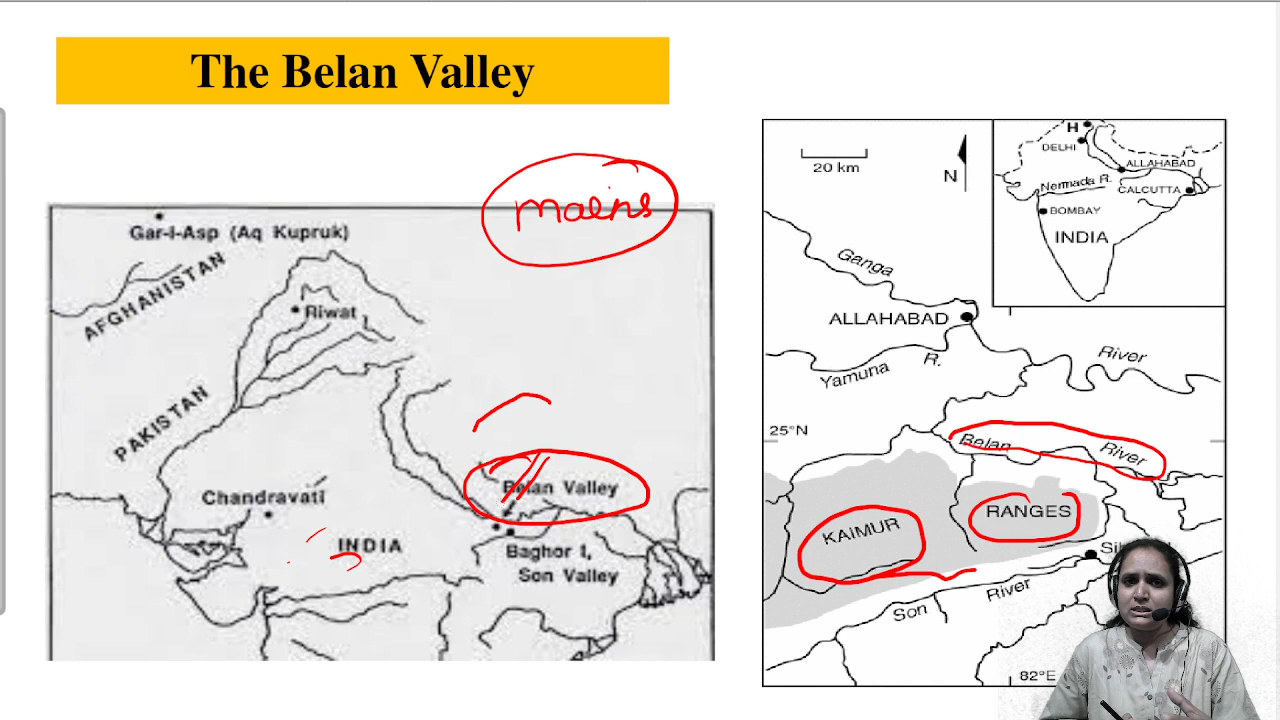 The Belan Valley
mains
Gar-i-Asp (Aq Kupruk)
AFGHANISTAN
Riwat
PAKISTAN
Chandravati
Belan Valley
INDIA
Baghor I,
Son Valley
20 km
N
H
DELHI
ALLAHABAD
Nermada R.
CALCUTTA
BOMBAY
INDIA
Ganga
ALLAHABAD
River
Yamuna R.
25°N
Belan River
KAIMUR RANGES
Son River
82°E